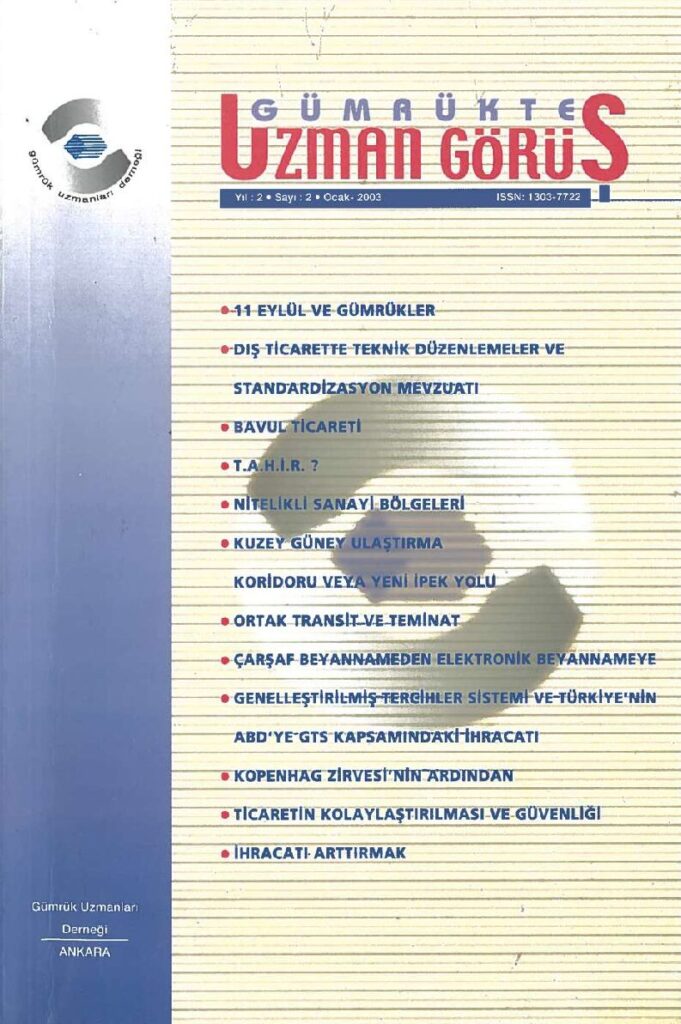 gümrük uzmanları derneği
GÜMRÜKTE
UZMAN GÖRÜŞ
Yıl : 2 • Sayı : 2 • Ocak- 2003
ISSN: 1303-7722
• 11 EYLÜL VE GÜMRÜKLER
• DIŞ TİCARETTE TEKNİK DÜZENLEMELER VE
STANDARDİZASYON MEVZUATI
• BAVUL TİCARETİ
• T.A.H.İ.R. ?
• NİTELİKLİ SANAYİ BÖLGELERİ
• KUZEY GÜNEY ULAŞTIRMA
KORİDORU VEYA YENİ İPEK YOLU
• ORTAK TRANSİT VE TEMİNAT
• ÇARŞAF BEYANNAMEDEN ELEKTRONİK BEYANNAMEYE
• GENELLEŞTİRİLMİŞ TERCİHLER SİSTEMİ VE TÜRKİYE'NİN
ABD'YE GTS KAPSAMINDAKİ İHRACATI
• KOPENHAG ZİRVESİ'NİN ARDINDAN
• TİCARETİN KOLAYLAŞTIRILMASI VE GÜVENLİĞİ
• İHRACATI ARTTIRMAK
Gümrük Uzmanları
Derneği
ANKARA